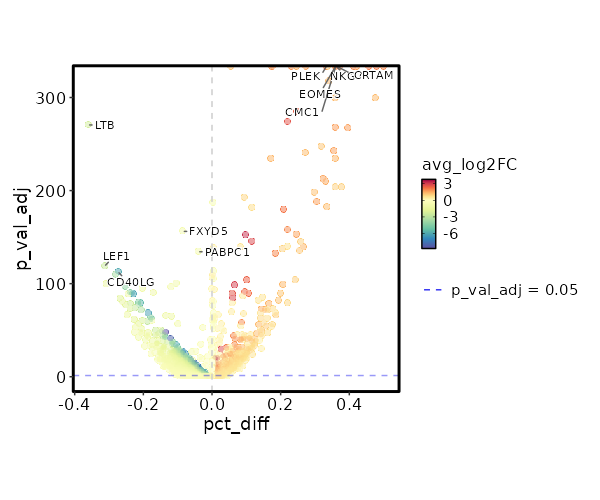 PLEK
NKG
CRTAM
EOMES
CMC1
LTB
FXYD5
PABPC1
LEF1
CD40LG
300
200
100
0
-0.4
-0.2
0.0
0.2
0.4
p_val_adj
pct_diff
avg_log2FC
3
0
-3
-6
p_val_adj = 0.05